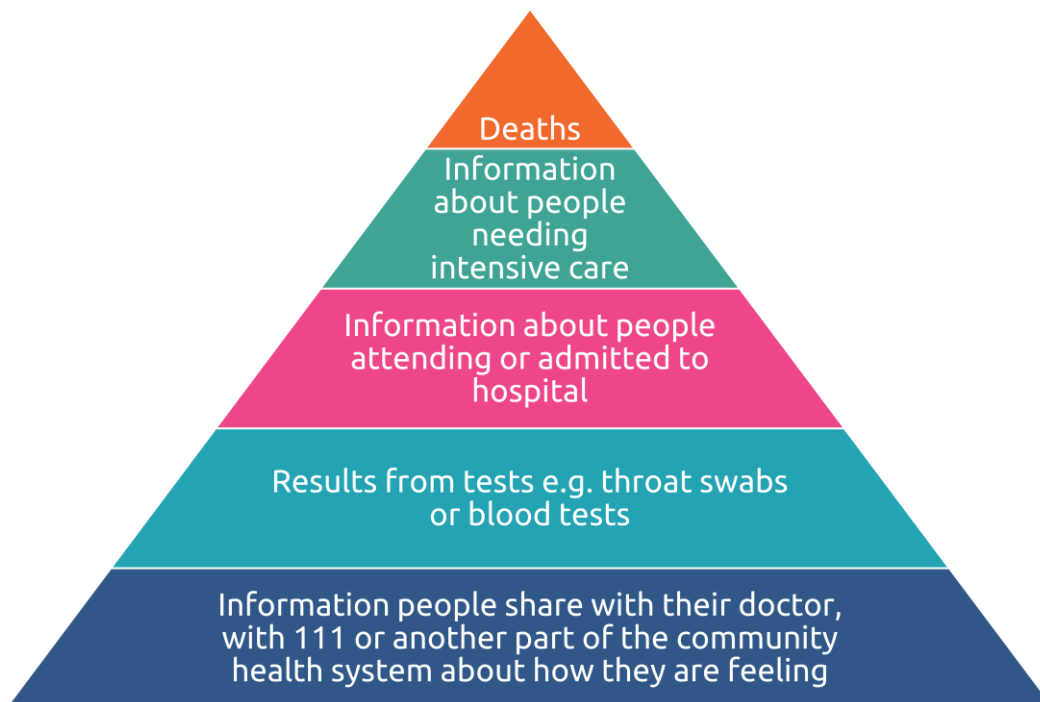 Deaths
Information
about people
needing
intensive care
Information about people
attending or admitted to
hospital
Results from tests e.g. throat swabs
or blood tests
Information people share with their doctor,
with 111 or another part of the community
health system about how they are feeling